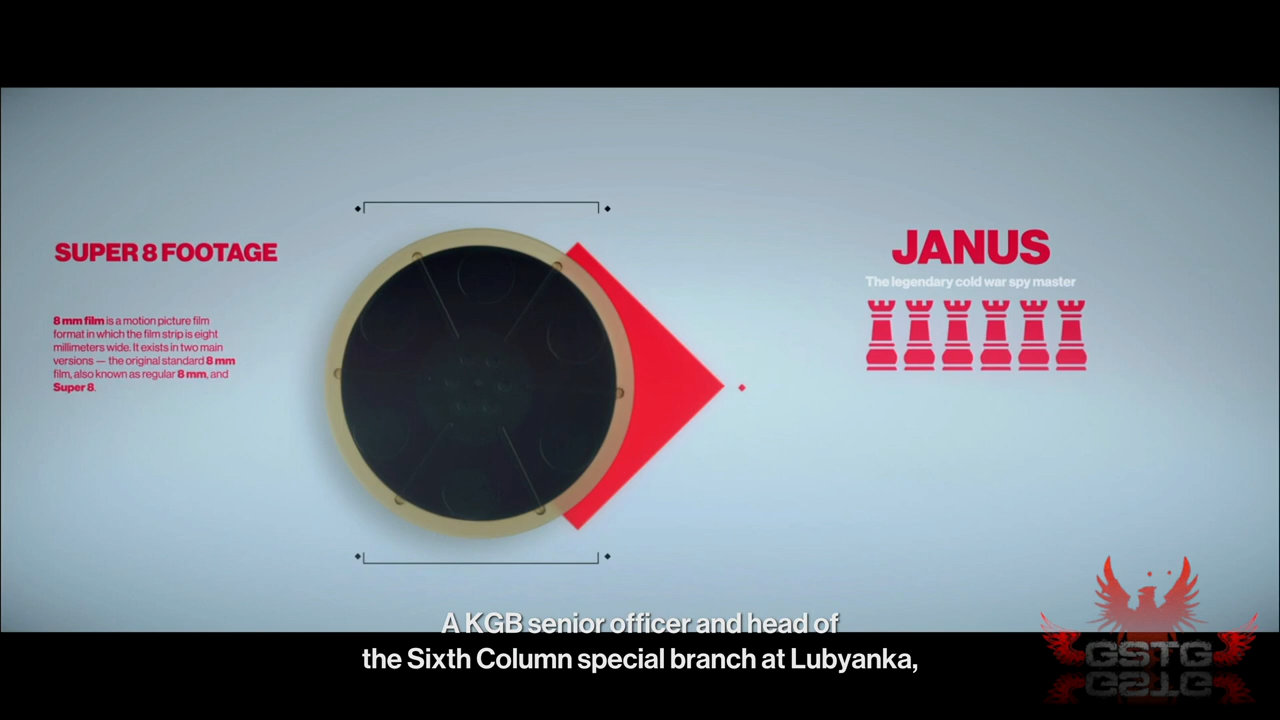 SUPER 8 FOOTAGE
8 mm film is a motion picture film
format in which the film strip is eight
millimeters wide. It exists in two main
versions — the original standard 8 mm
film, also known as regular 8 mm, and
Super 8.
JANUS
The legendary cold war spy master
A KGB senior officer and head of
the Sixth Column special branch at Lubyanka,
GSTG